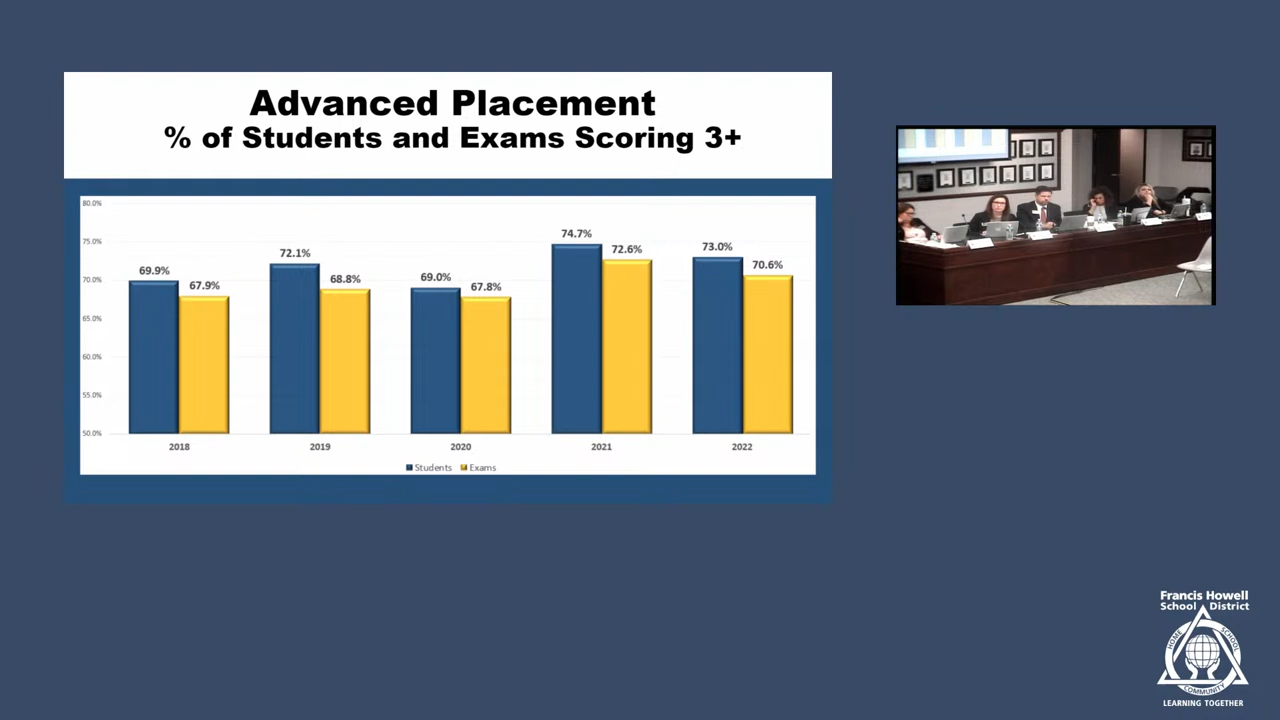 Advanced Placement
% of Students and Exams Scoring 3+
80.0%
75.0%
70.0%
65.0%
60.0%
55.0%
50.0%
69.9%
67.9%
72.1%
68.8%
69.0%
67.8%
74.7%
72.6%
73.0%
70.6%
2018
2019
2020
2021
2022
Students
Exams
Francis Howell
School District
HOME
SCHOOL
COMMUNITY
LEARNING TOGETHER